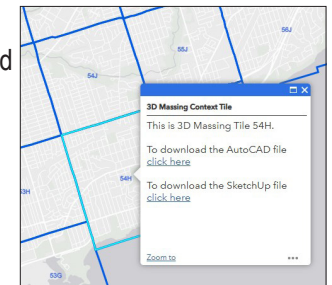 d
56J
55J
54J
54H
53H
53G
3D Massing Context Tile
This is 3D Massing Tile 54H.
To download the AutoCAD file
click here
To download the SketchUp file
click here
Zoom to